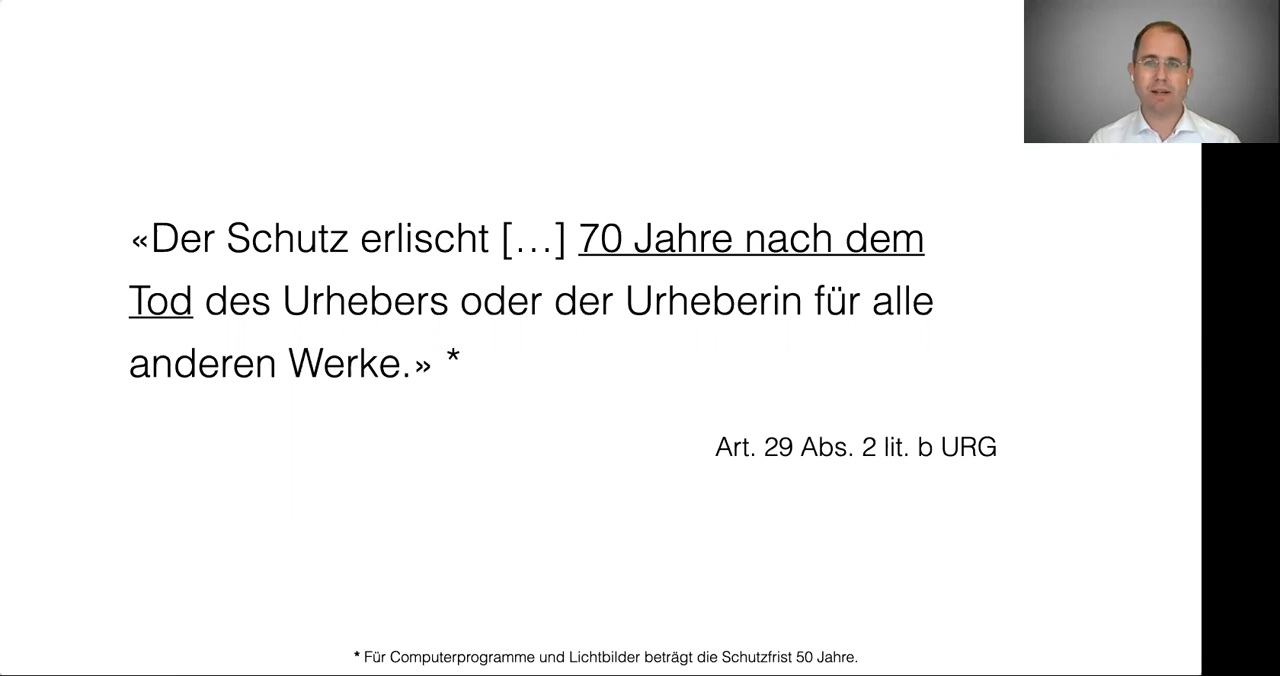 «Der Schutz erlischt […] 70 Jahre nach dem
Tod des Urhebers oder der Urheberin für alle
anderen Werke.» *
Art. 29 Abs. 2 lit. b URG
* Für Computerprogramme und Lichtbilder beträgt die Schutzfrist 50 Jahre.